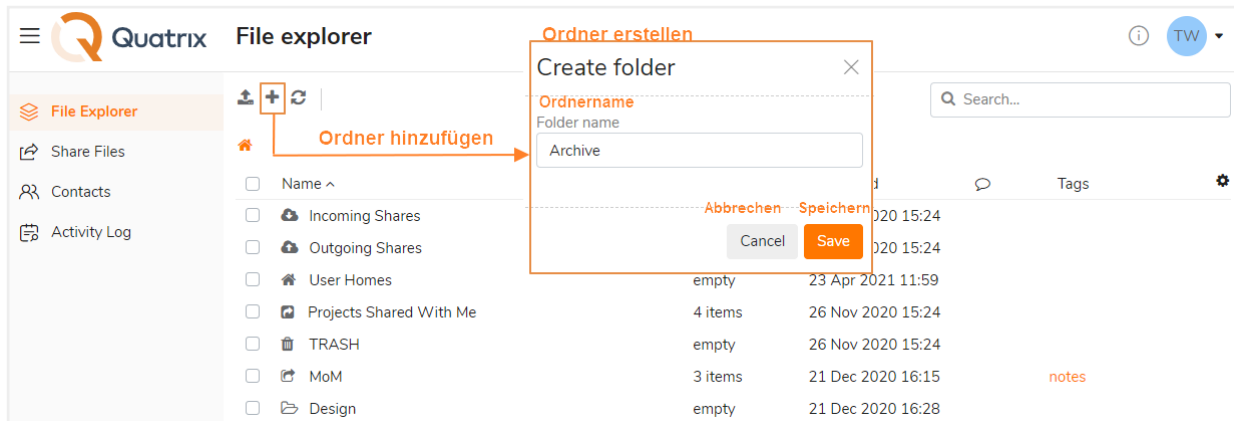 Quatrix
File explorer
TW
File Explorer
Share Files
Contacts
Activity Log
Search...
Ordner hinzufügen
Ordner erstellen
Create folder
Ordnername
Folder name
Archive
Abbrechen Speichern
Cancel Save
Name Tags
Incoming Shares 2020 15:24
Outgoing Shares 2020 15:24
User Homes empty 23 Apr 2021 11:59
Projects Shared With Me 4 items 26 Nov 2020 15:24
TRASH empty 26 Nov 2020 15:24
MoM 3 items 21 Dec 2020 16:15 notes
Design empty 21 Dec 2020 16:28